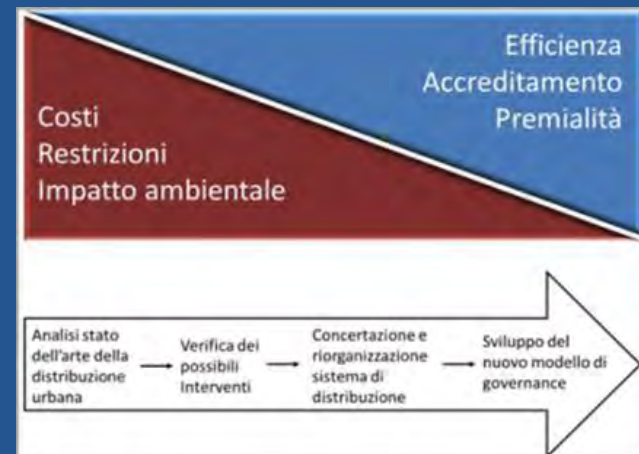 Efficienza
Accreditamento
Premialità
Costi
Restrizioni
Impatto ambientale
Analisi stato
dell'arte della
distribuzione
urbana
Verifica dei
possibili
Interventi
Concertazione e
riorganizzazione
sistema di
distribuzione
Sviluppo del
nuovo modello di
governance